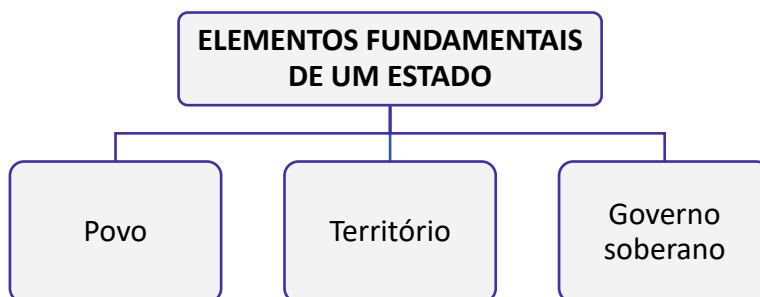 ELEMENTOS FUNDAMENTAIS
DE UM ESTADO
Povo
Território
Governo
soberano